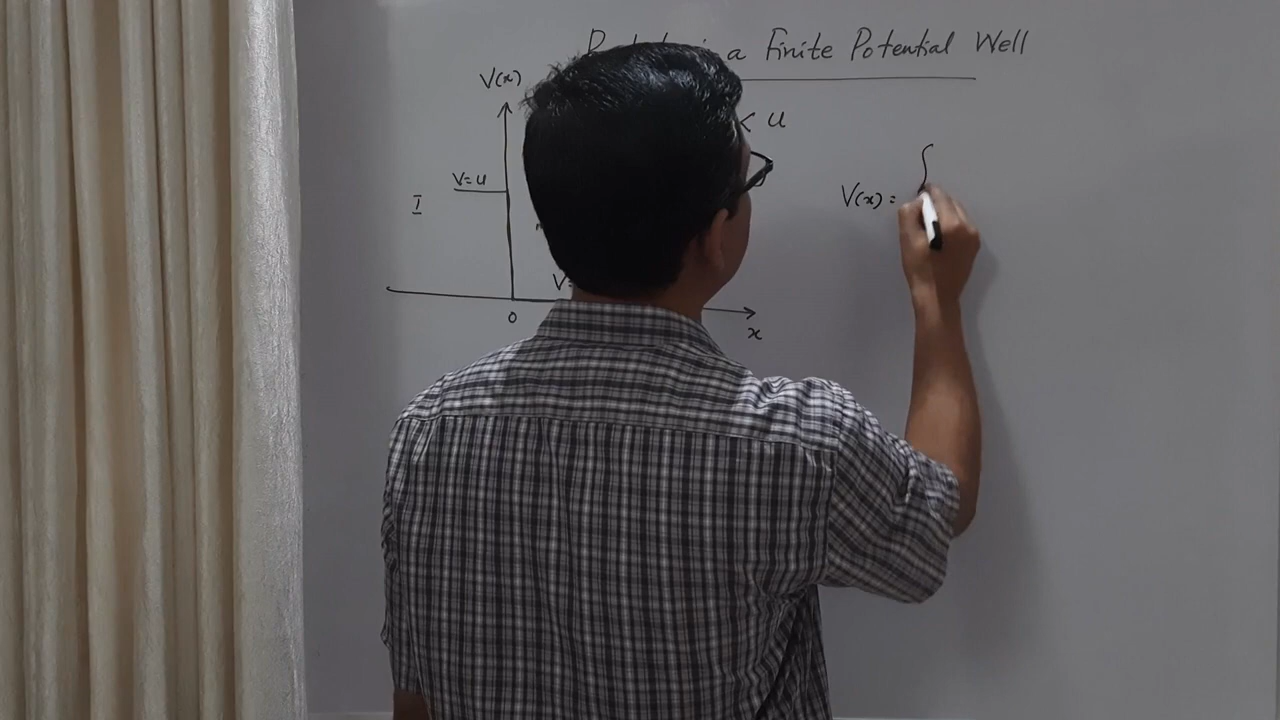 a Finite Potential Well
V(x)
< U
V=U
V(x) =
I
V=
0
x